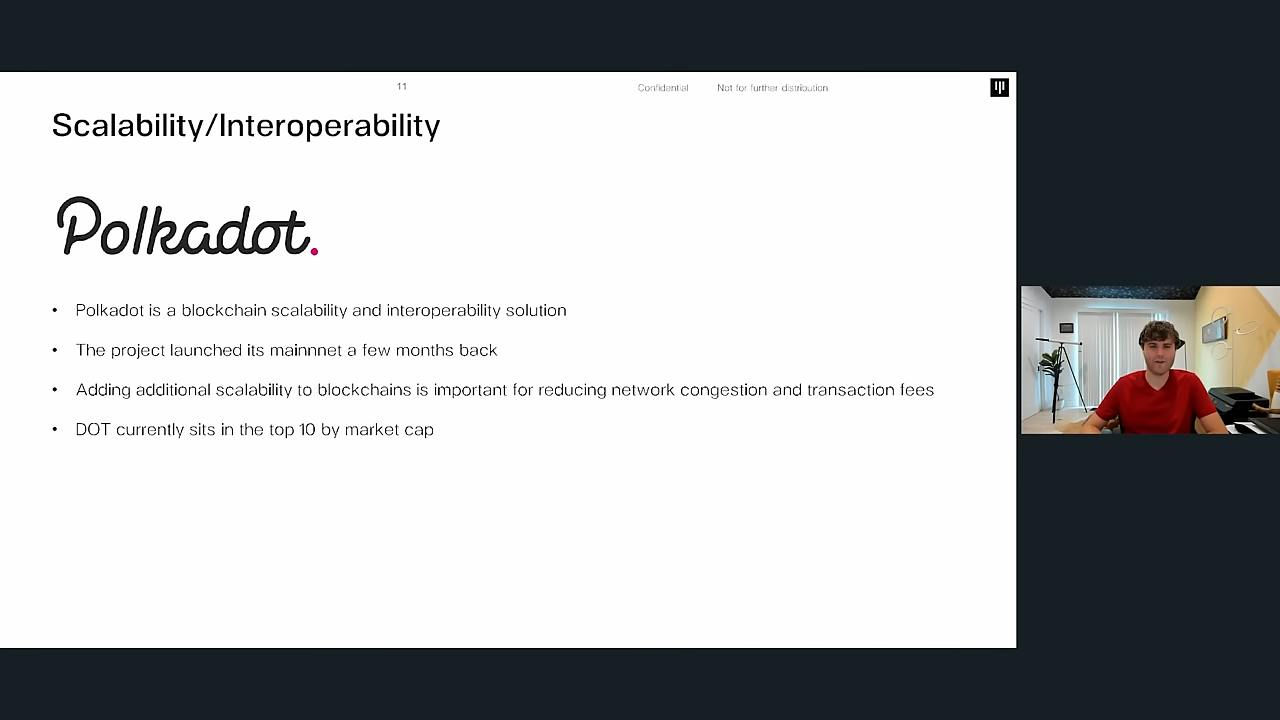 11
Confidential Not for further distribution
Scalability/Interoperability
Polkadot.
• Polkadot is a blockchain scalability and interoperability solution
• The project launched its mainnnet a few months back
• Adding additional scalability to blockchains is important for reducing network congestion and transaction fees
• DOT currently sits in the top 10 by market cap